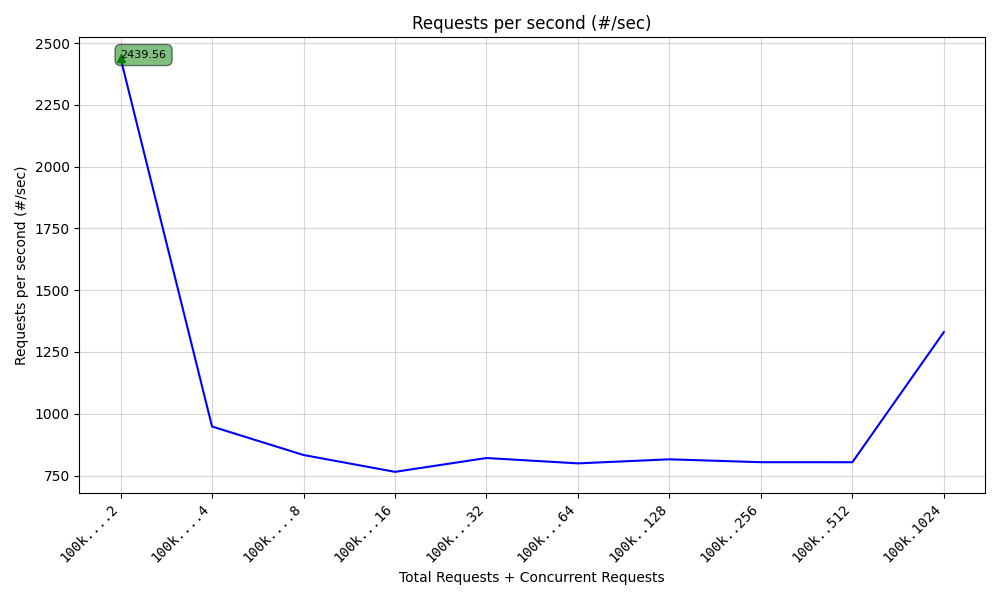 Requests per second (#/sec)
2439.56
2500
2250
2000
1750
1500
1250
1000
750
Requests per second (#/sec)
100k....2
100k....4
100k....8
100k...16
100k...32
100k...64
100k..128
100k..256
100k..512
100k.1024
Total Requests + Concurrent Requests